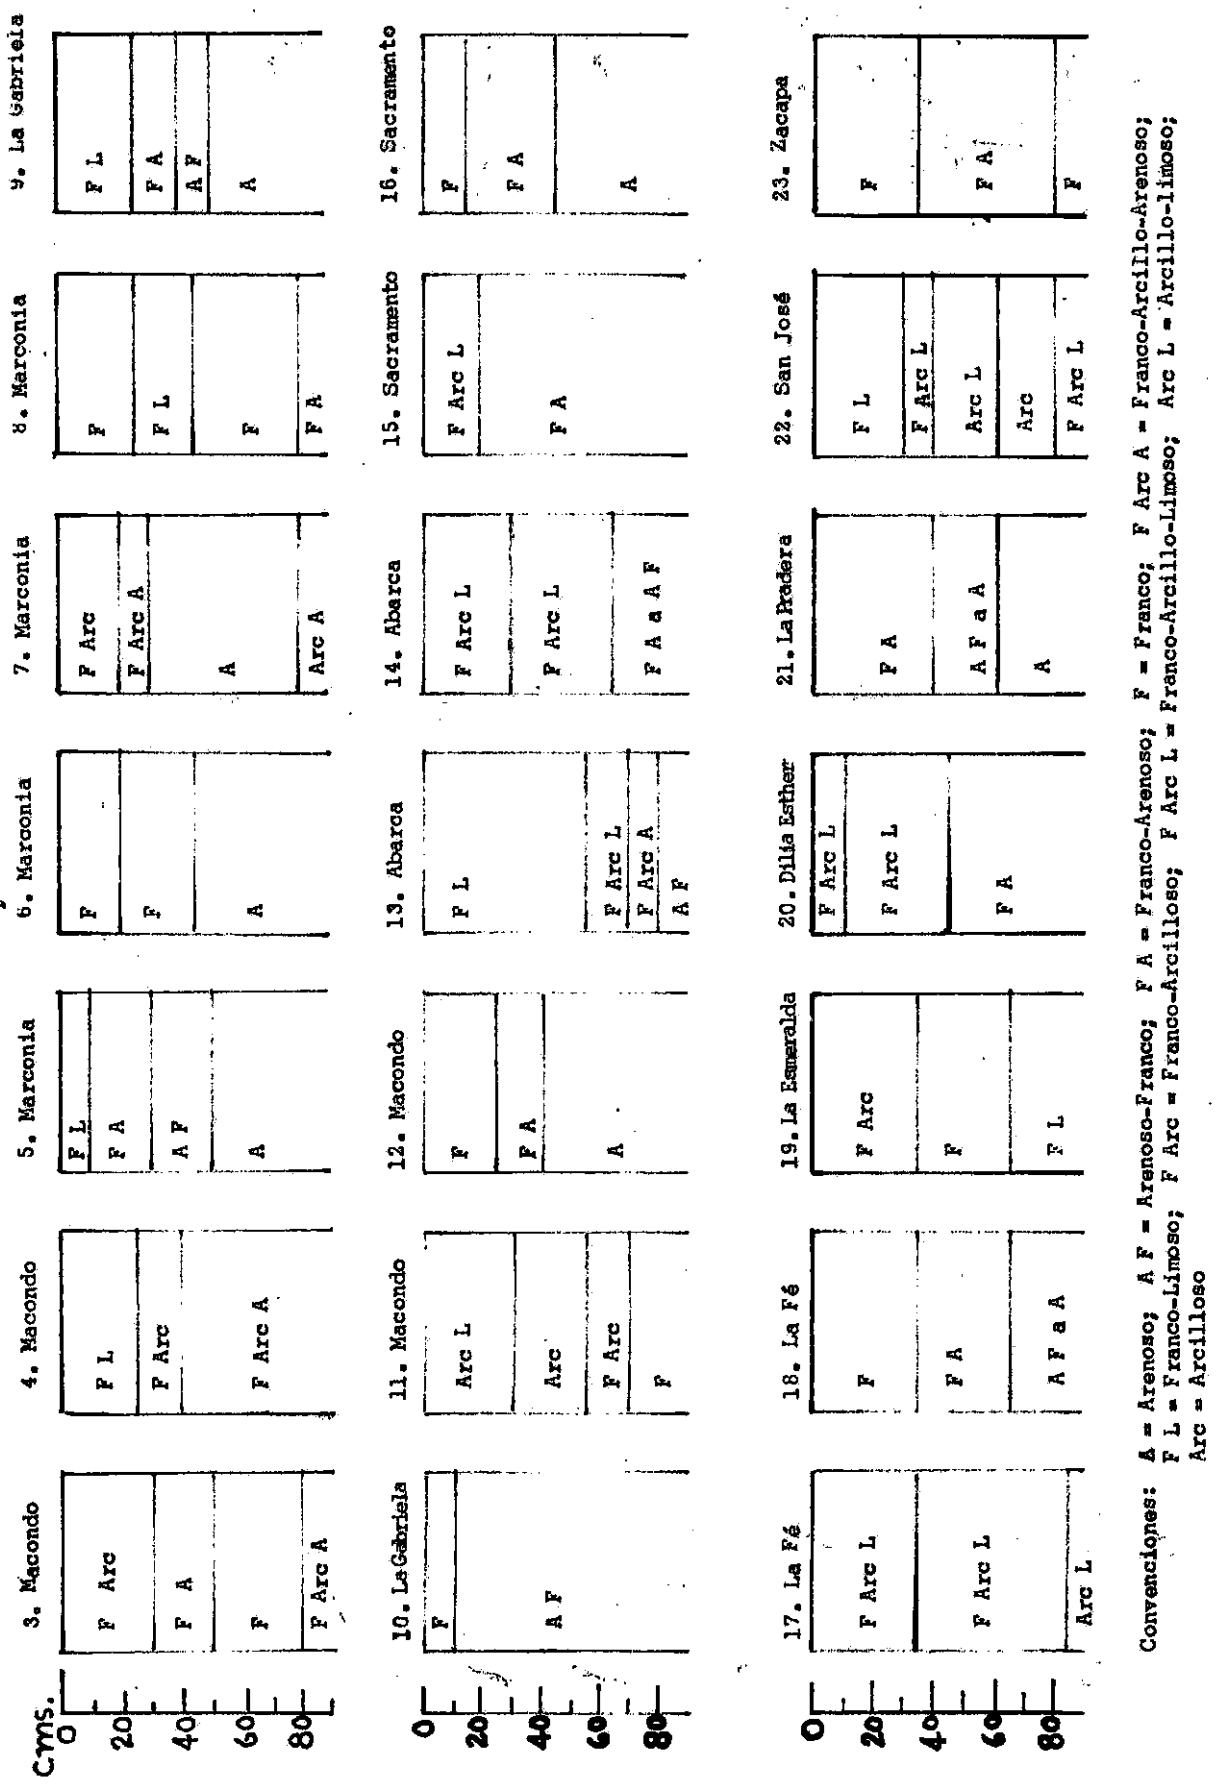 3. Macondo
4. Macondo
5. Marconia
6. Marconia
7. Marconia
8. Marconia
9. La Gabriela
Cms.
0
20
40
60
80
F Arc
F A
F
F Arc A
F L
F Arc
F Arc A
F L
F A
A F
A
F
F
A
F Arc
F Arc A
A
Arc A
F
F L
F
F A
F L
F A
A F
A
10. La Gabriela
11. Macondo
12. Macondo
13. Abarca
14. Abarca
15. Sacramento
16. Sacramento
0
20
40
60
80
F
A F
Arc L
Arc
F Arc
F
F
F A
A
F L
F Arc L
F Arc A
A F
F Arc L
F Arc L
F A a A F
F Arc L
F A
F
F A
A
17. La Fé
18. La Fé
19. La Esmeralda
20. Dilia Esther
21. La Pradera
22. San José
23. Zacapa
0
20
40
60
80
F Arc L
F Arc L
Arc L
F
F A
A F a A
F Arc
F
F L
F Arc L
F Arc L
F A
F A
A F a A
A
F L
F Arc L
Arc L
Arc
F Arc L
F
F A
F
Convenciones: A = Arenoso; A F = Arenoso-Franco; F A = Franco-Arenoso; F = Franco; F Arc A = Franco-Arcillo-Arenoso;
F L = Franco-Limoso; F Arc = Franco-Arcilloso; F Arc L = Franco-Arcillo-Limoso; Arc L = Arcillo-limoso;
Arc = Arcilloso